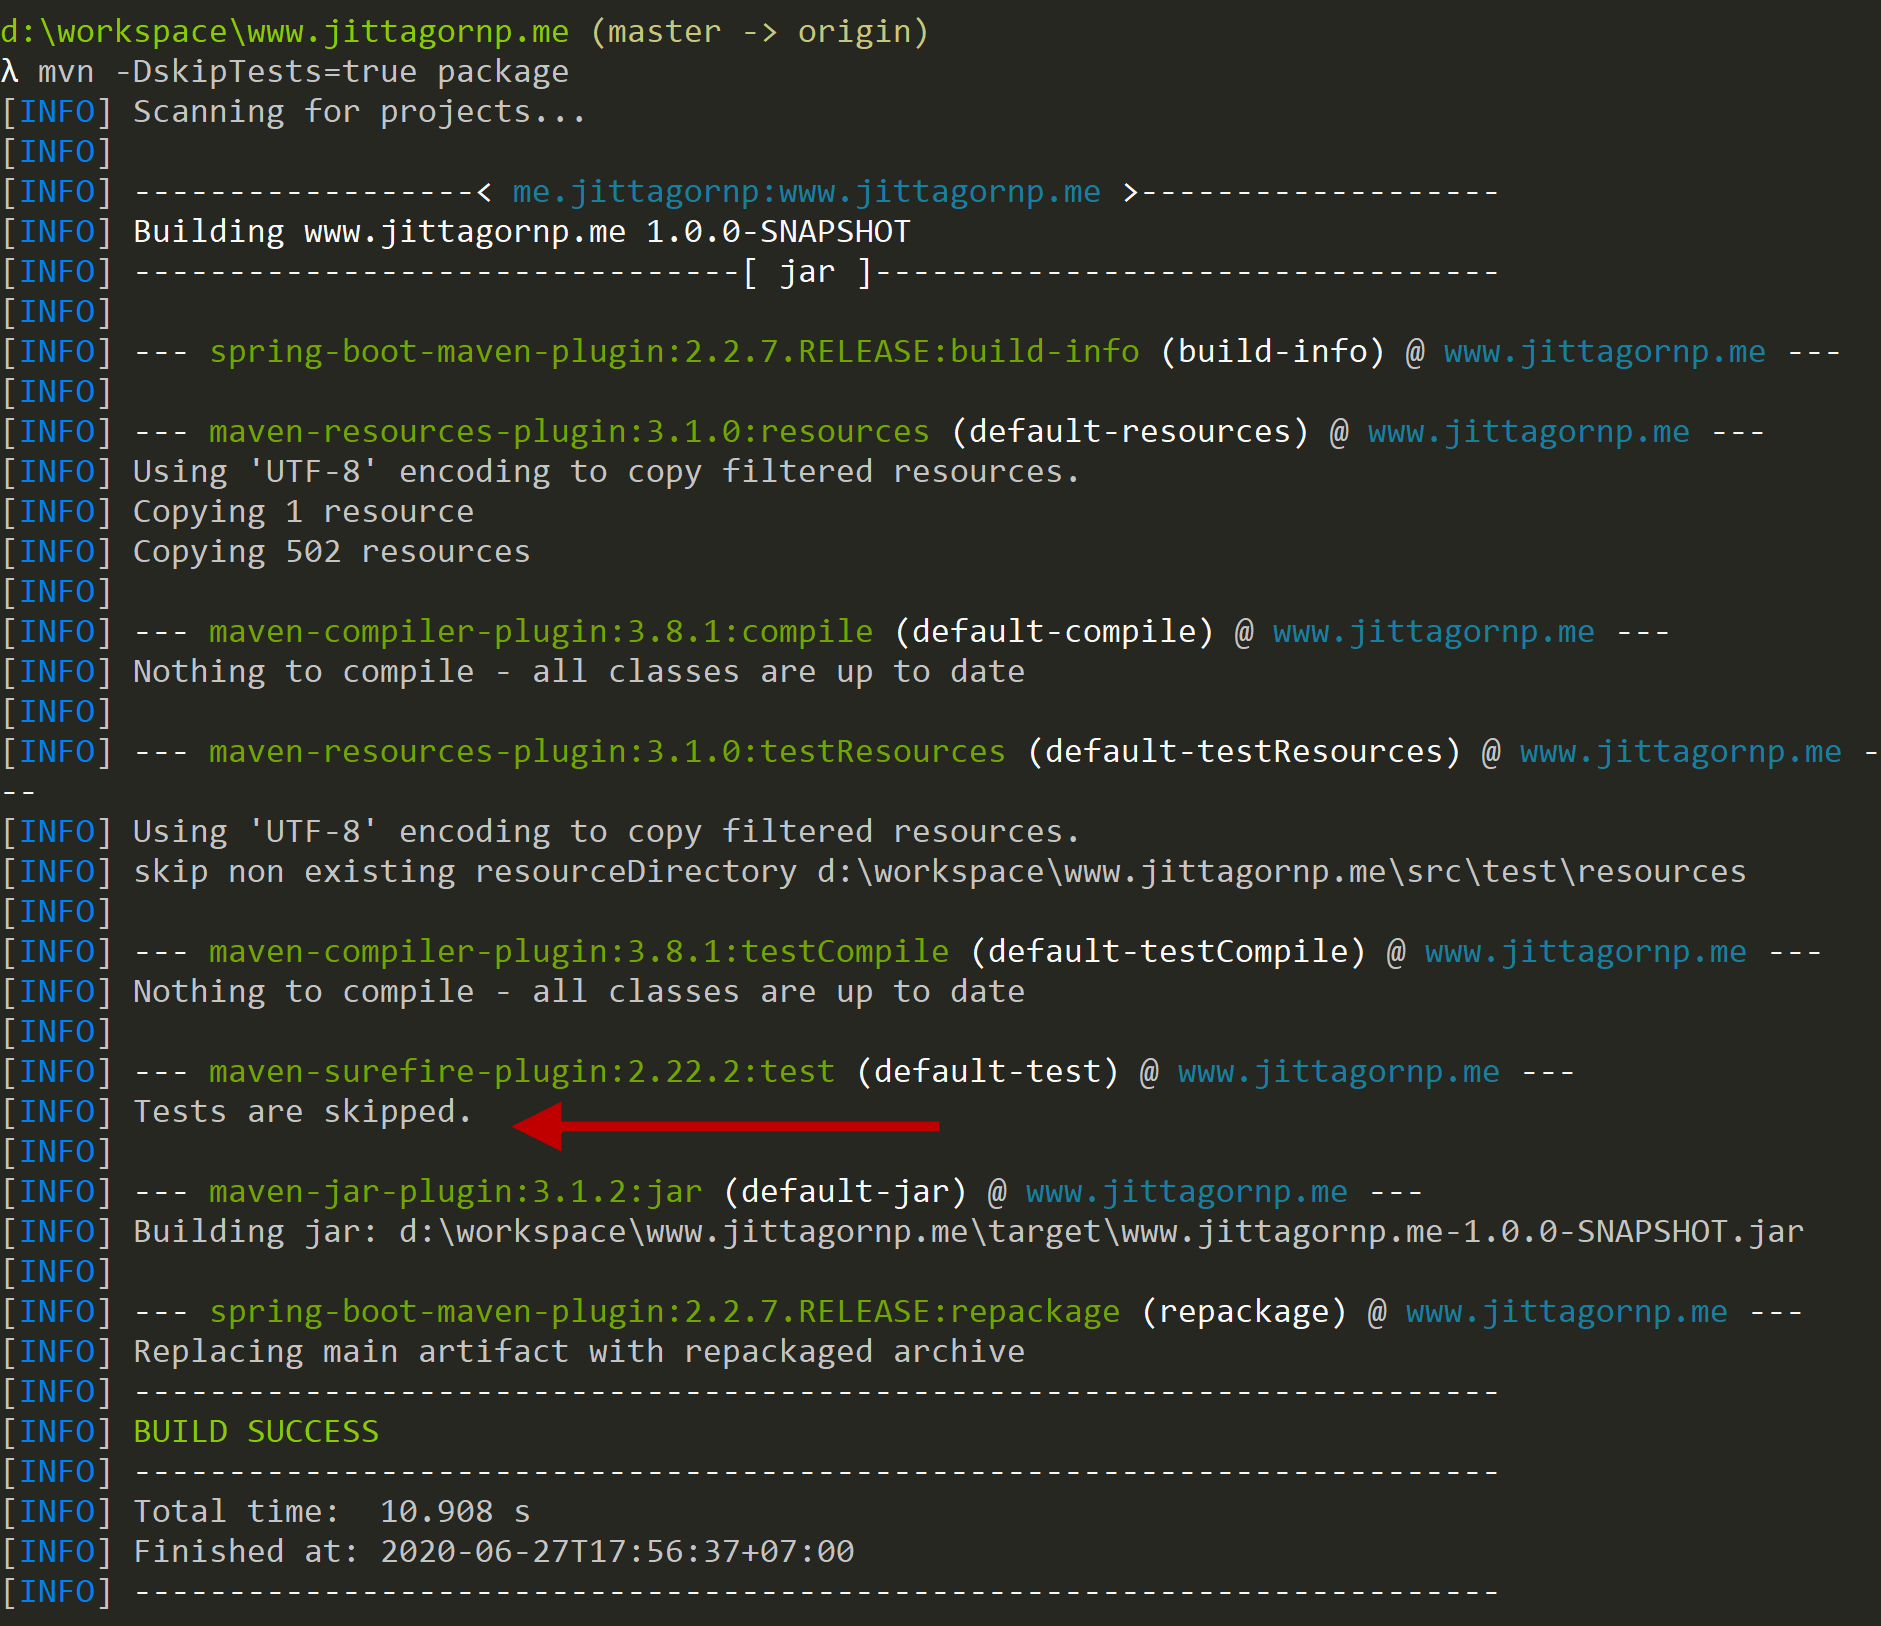 d:\workspace\www.jittagornp.me (master -> origin)
λ mvn -DskipTests=true package
[INFO] Scanning for projects...
[INFO]
[INFO] ------------------< me.jittagornp:www.jittagornp.me >-------------------
[INFO] Building www.jittagornp.me 1.0.0-SNAPSHOT
[INFO] --------------------------------[ jar ]---------------------------------
[INFO]
[INFO] --- spring-boot-maven-plugin:2.2.7.RELEASE:build-info (build-info) @ www.jittagornp.me ---
[INFO]
[INFO] --- maven-resources-plugin:3.1.0:resources (default-resources) @ www.jittagornp.me ---
[INFO] Using 'UTF-8' encoding to copy filtered resources.
[INFO] Copying 1 resource
[INFO] Copying 502 resources
[INFO]
[INFO] --- maven-compiler-plugin:3.8.1:compile (default-compile) @ www.jittagornp.me ---
[INFO] Nothing to compile - all classes are up to date
[INFO]
[INFO] --- maven-resources-plugin:3.1.0:testResources (default-testResources) @ www.jittagornp.me -
--
[INFO] Using 'UTF-8' encoding to copy filtered resources.
[INFO] skip non existing resourceDirectory d:\workspace\www.jittagornp.me\src\test\resources
[INFO]
[INFO] --- maven-compiler-plugin:3.8.1:testCompile (default-testCompile) @ www.jittagornp.me ---
[INFO] Nothing to compile - all classes are up to date
[INFO]
[INFO] --- maven-surefire-plugin:2.22.2:test (default-test) @ www.jittagornp.me ---
[INFO] Tests are skipped.
[INFO]
[INFO] --- maven-jar-plugin:3.1.2:jar (default-jar) @ www.jittagornp.me ---
[INFO] Building jar: d:\workspace\www.jittagornp.me\target\www.jittagornp.me-1.0.0-SNAPSHOT.jar
[INFO]
[INFO] --- spring-boot-maven-plugin:2.2.7.RELEASE:repackage (repackage) @ www.jittagornp.me ---
[INFO] Replacing main artifact with repackaged archive
[INFO] ------------------------------------------------------------------------
[INFO] BUILD SUCCESS
[INFO] ------------------------------------------------------------------------
[INFO] Total time:  10.908 s
[INFO] Finished at: 2020-06-27T17:56:37+07:00
[INFO] ------------------------------------------------------------------------